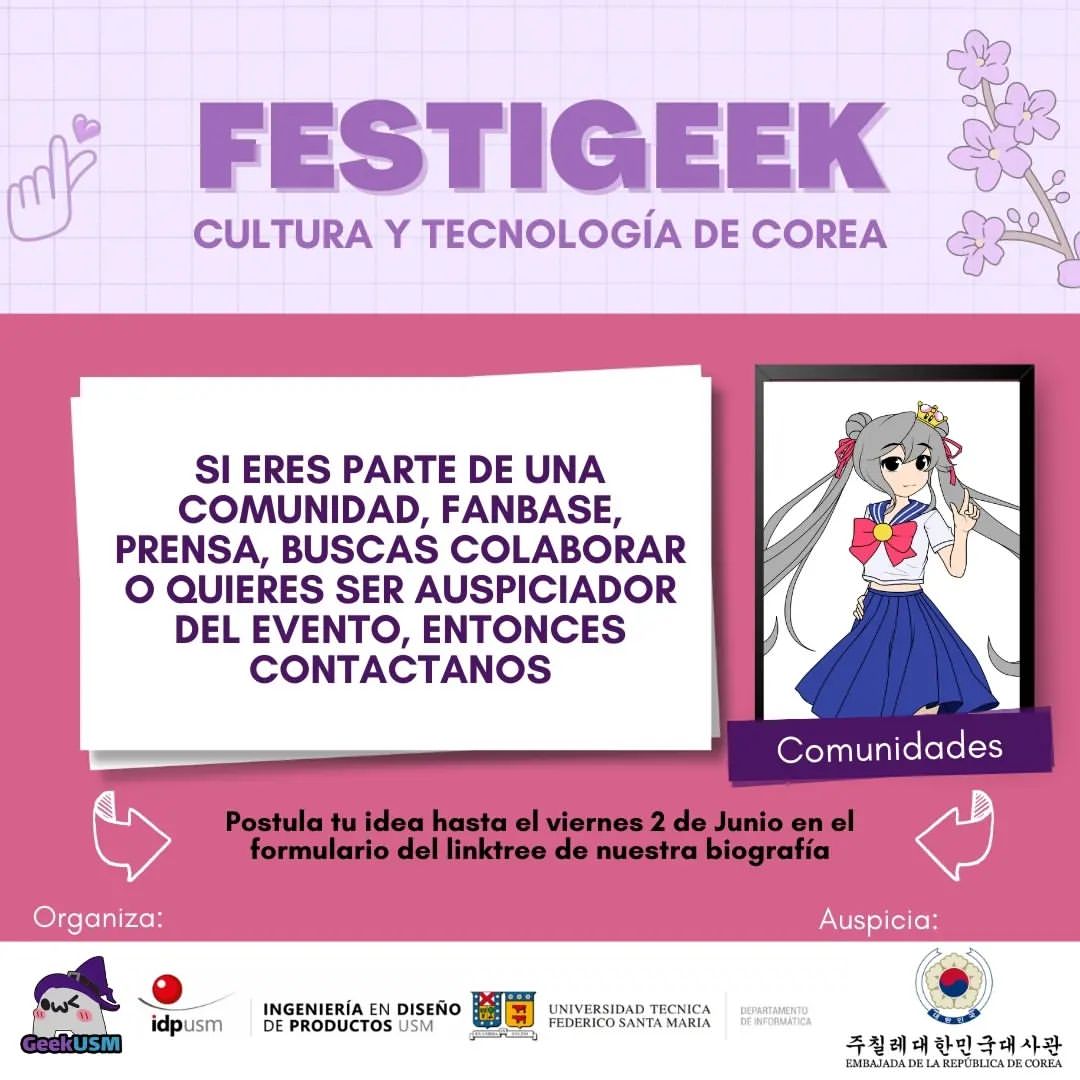 FESTIGEEK
CULTURA Y TECNOLOGÍA DE COREA
SI ERES PARTE DE UNA
COMUNIDAD, FANBASE,
PRENSA, BUSCAS COLABORAR
O QUIERES SER AUSPICIADOR
DEL EVENTO, ENTONCES
CONTACTANOS
Comunidades
Postula tu idea hasta el viernes 2 de Junio en el
formulario del linktree de nuestra biografía
Organiza:
Auspicia:
GeekUSM
idpusm
INGENIERÍA EN DISEÑO
DE PRODUCTOS USM
UNIVERSIDAD TECNICA
FEDERICO SANTA MARIA
DEPARTAMENTO
DE INFORMÁTICA
주칠레대한민국대사관
EMBAJADA DE LA REPÚBLICA DE COREA